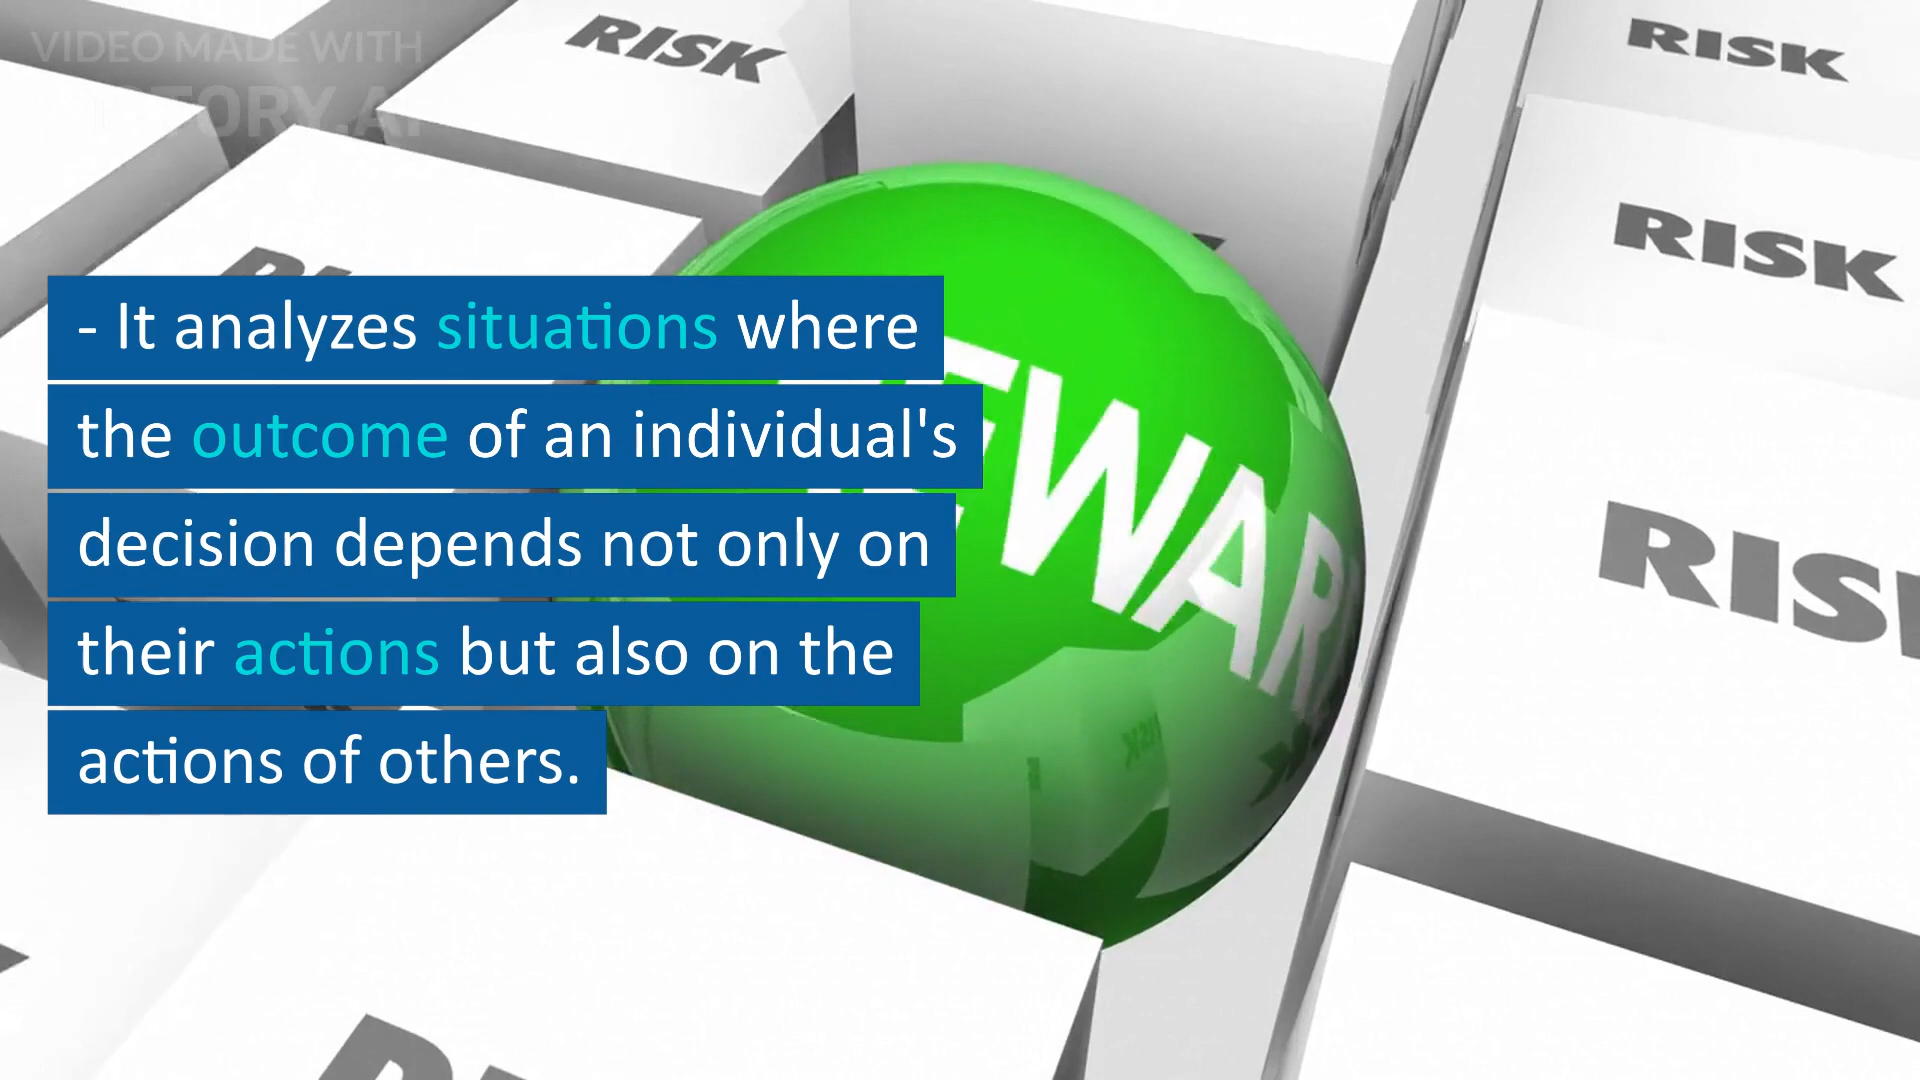 VIDEO MADE WITH
RISK
RISK
RISK
- It analyzes situations where
the outcome of an individual's
decision depends not only on
their actions but also on the
actions of others.